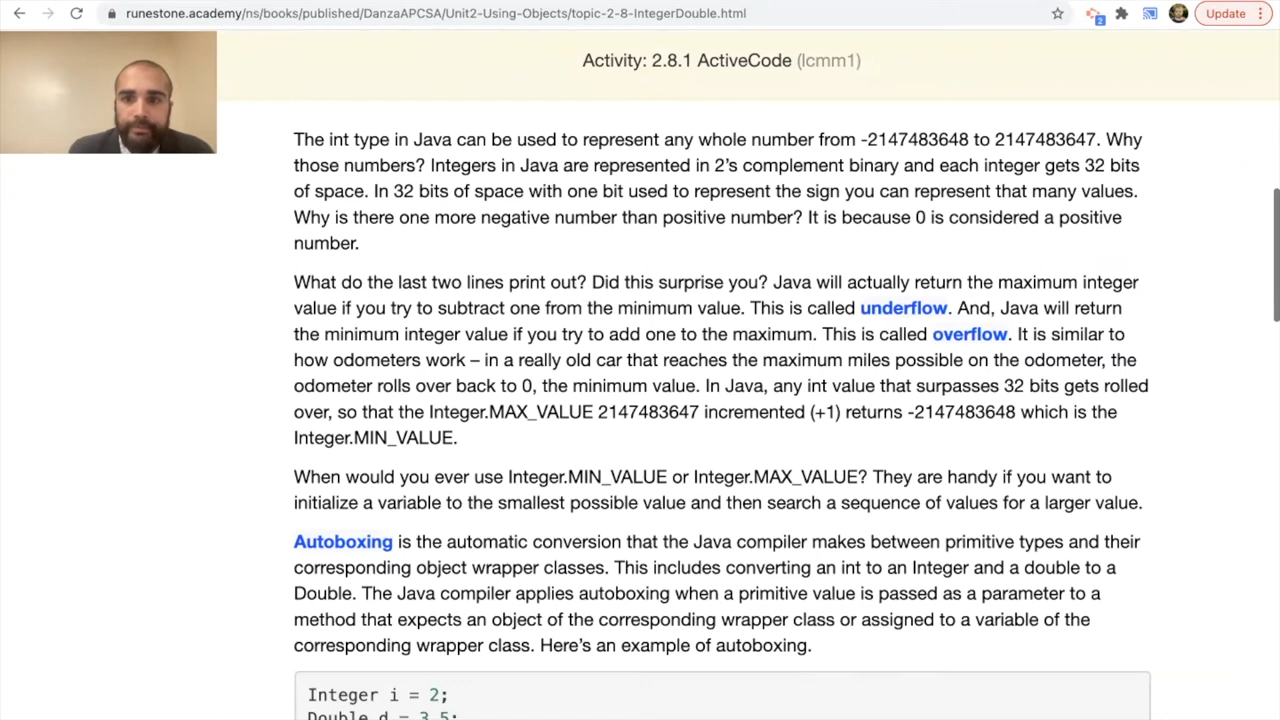 runestone.academy/ns/books/published/DanzaAPCSA/Unit2-Using-Objects/topic-2-8-IntegerDouble.html
2
Update
Activity: 2.8.1 ActiveCode (lcmm1)
The int type in Java can be used to represent any whole number from -2147483648 to 2147483647. Why
those numbers? Integers in Java are represented in 2’s complement binary and each integer gets 32 bits
of space. In 32 bits of space with one bit used to represent the sign you can represent that many values.
Why is there one more negative number than positive number? It is because 0 is considered a positive
number.
What do the last two lines print out? Did this surprise you? Java will actually return the maximum integer
value if you try to subtract one from the minimum value. This is called underflow. And, Java will return
the minimum integer value if you try to add one to the maximum. This is called overflow. It is similar to
how odometers work – in a really old car that reaches the maximum miles possible on the odometer, the
odometer rolls over back to 0, the minimum value. In Java, any int value that surpasses 32 bits gets rolled
over, so that the Integer.MAX_VALUE 2147483647 incremented (+1) returns -2147483648 which is the
Integer.MIN_VALUE.
When would you ever use Integer.MIN_VALUE or Integer.MAX_VALUE? They are handy if you want to
initialize a variable to the smallest possible value and then search a sequence of values for a larger value.
Autoboxing is the automatic conversion that the Java compiler makes between primitive types and their
corresponding object wrapper classes. This includes converting an int to an Integer and a double to a
Double. The Java compiler applies autoboxing when a primitive value is passed as a parameter to a
method that expects an object of the corresponding wrapper class or assigned to a variable of the
corresponding wrapper class. Here’s an example of autoboxing.
Integer i = 2;
Double d = 3.5;